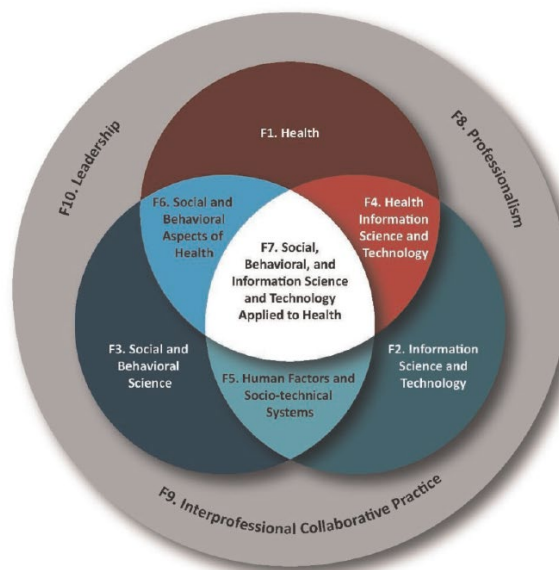 F10. Leadership
F8. Professionalism
F1. Health
F6. Social and
Behavioral
Aspects of
Health
F4. Health
Information
Science and
Technology
F7. Social,
Behavioral, and
Information Science
and Technology
Applied to Health
F3. Social and
Behavioral
Science
F2. Information
Science and
Technology
F5. Human Factors and
Socio-technical
Systems
F9. Interprofessional Collaborative Practice